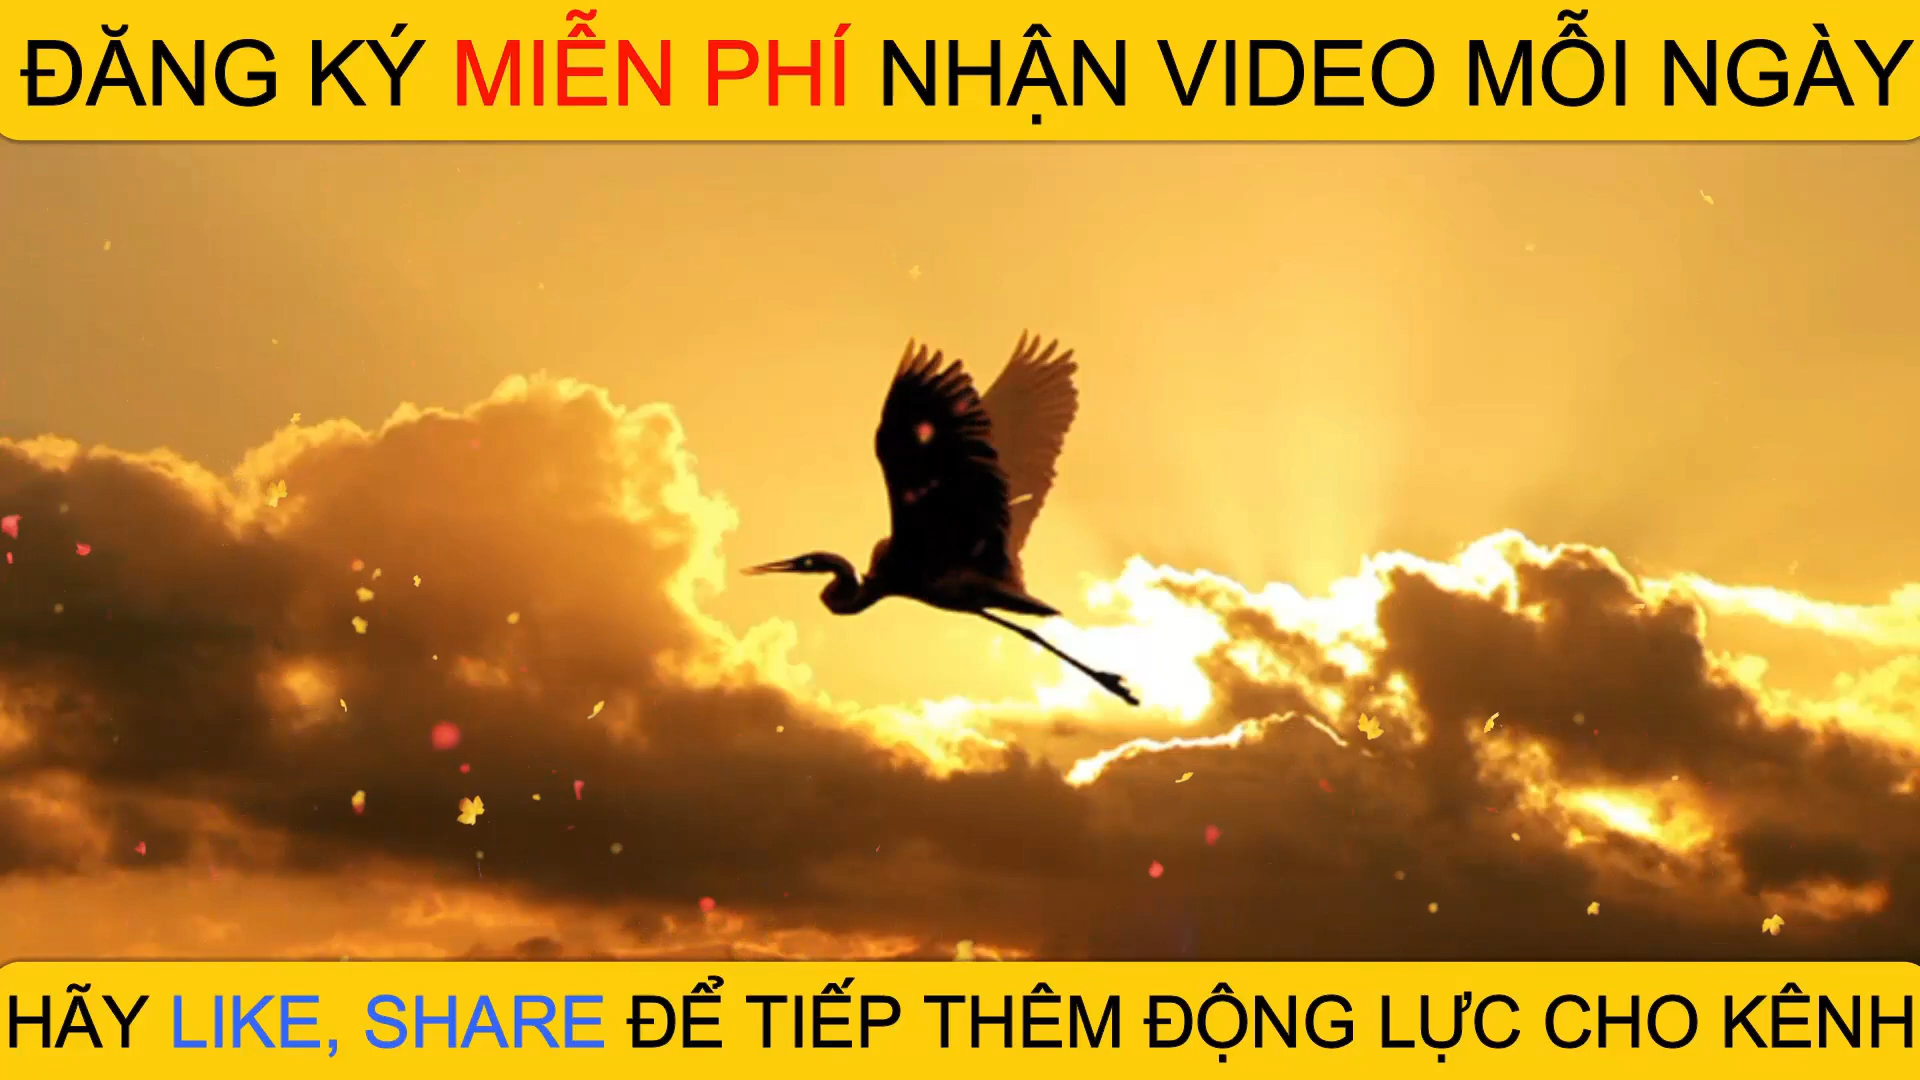 ĐĂNG KÝ MIỄN PHÍ NHẬN VIDEO MỖI NGÀY
HÃY LIKE, SHARE ĐỂ TIẾP THÊM ĐỘNG LỰC CHO KÊNH